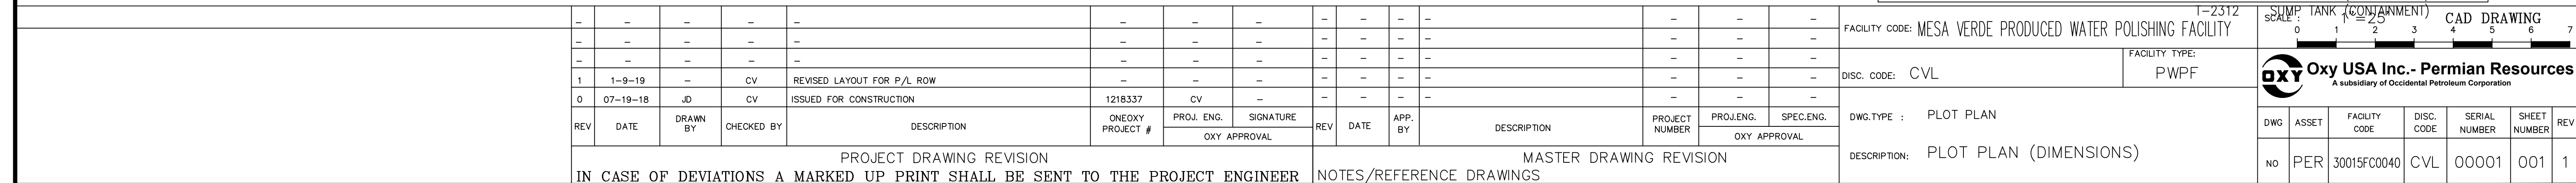 T-2312 SUMP TANK (CONTAINMENT)
– – – – – – – –
– – – – – – – –
– – – – – – – –
1 1-9-19 – CV REVISED LAYOUT FOR P/L ROW – – –
0 07-19-18 JD CV ISSUED FOR CONSTRUCTION 1218337 CV –
REV DATE DRAWN BY CHECKED BY DESCRIPTION ONEOXY PROJECT # PROJ. ENG. SIGNATURE
OXY APPROVAL
PROJECT DRAWING REVISION
IN CASE OF DEVIATIONS A MARKED UP PRINT SHALL BE SENT TO THE PROJECT ENGINEER
– – – – – – –
– – – – – – –
– – – – – – –
– – – – – – –
– – – – – – –
REV DATE APP. BY DESCRIPTION PROJECT NUMBER PROJ.ENG. SPEC.ENG.
OXY APPROVAL
MASTER DRAWING REVISION
NOTES/REFERENCE DRAWINGS
FACILITY CODE: MESA VERDE PRODUCED WATER POLISHING FACILITY
DISC. CODE: CVL
FACILITY TYPE:
PWPF
DWG.TYPE : PLOT PLAN
DESCRIPTION: PLOT PLAN (DIMENSIONS)
SCALE : 1"=25' CAD DRAWING
0 1 2 3 4 5 6 7
OXY Oxy USA Inc.- Permian Resources
A subsidiary of Occidental Petroleum Corporation
DWG ASSET FACILITY CODE DISC. CODE SERIAL NUMBER SHEET NUMBER REV
NO PER 30015FC0040 CVL 00001 001 1